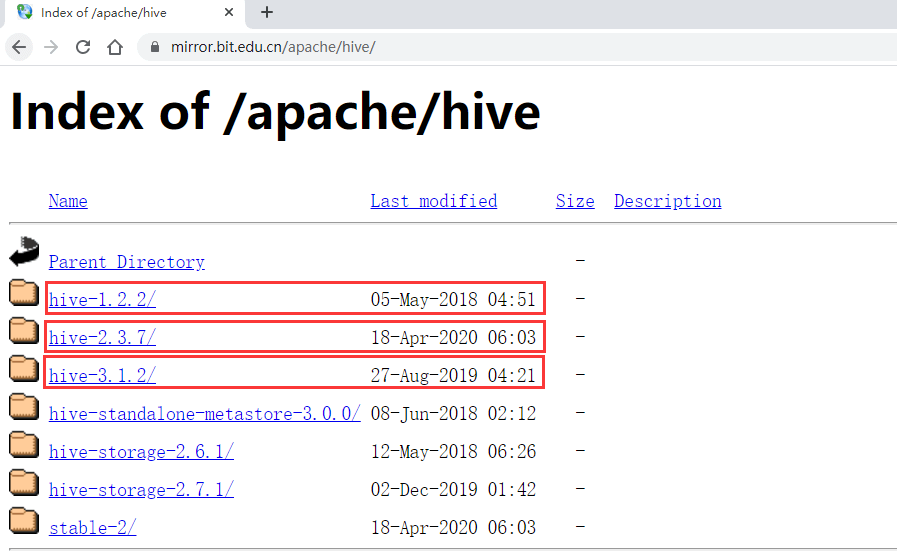 Index of /apache/hive
mirror.bit.edu.cn/apache/hive/
Index of /apache/hive
Name Last modified Size Description
Parent Directory -
hive-1.2.2/ 05-May-2018 04:51 -
hive-2.3.7/ 18-Apr-2020 06:03 -
hive-3.1.2/ 27-Aug-2019 04:21 -
hive-standalone-metastore-3.0.0/ 08-Jun-2018 02:12 -
hive-storage-2.6.1/ 12-May-2018 06:26 -
hive-storage-2.7.1/ 02-Dec-2019 01:42 -
stable-2/ 18-Apr-2020 06:03 -